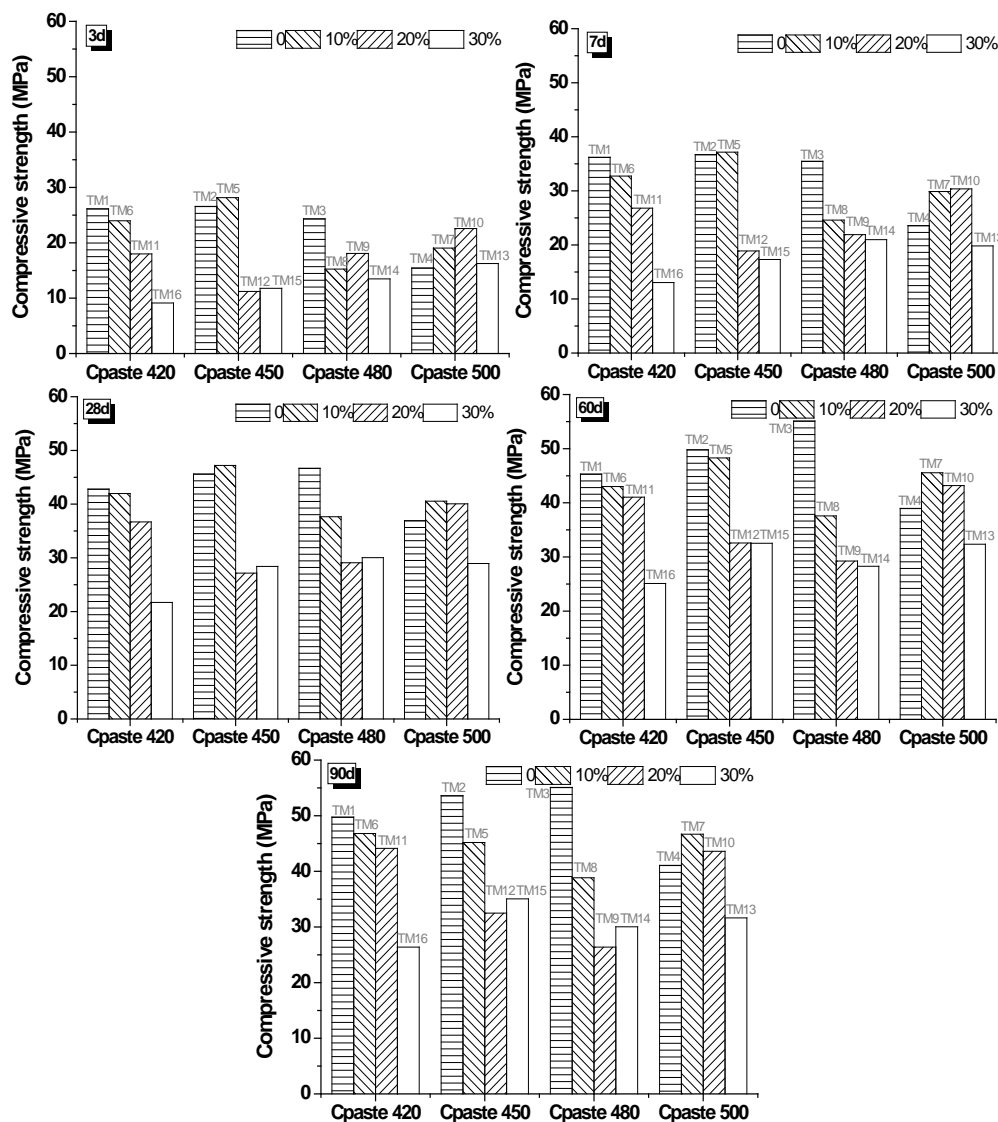 3d
0 10% 20% 30%
Compressive strength (MPa)
60
50
40
30
20
10
0
TM1
TM6
TM11
TM16
TM2
TM5
TM12
TM15
TM3
TM8
TM9
TM14
TM4
TM7
TM10
TM13
Cpaste 420 Cpaste 450 Cpaste 480 Cpaste 500
7d
0 10% 20% 30%
Compressive strength (MPa)
60
50
40
30
20
10
0
TM1
TM6
TM11
TM16
TM2
TM5
TM12
TM15
TM3
TM8
TM9
TM14
TM4
TM7
TM10
TM13
Cpaste 420 Cpaste 450 Cpaste 480 Cpaste 500
28d
0 10% 20% 30%
Compressive strength (MPa)
60
50
40
30
20
10
0
Cpaste 420 Cpaste 450 Cpaste 480 Cpaste 500
60d
0 10% 20% 30%
Compressive strength (MPa)
60
50
40
30
20
10
0
TM1
TM6
TM11
TM16
TM2
TM5
TM12
TM15
TM3
TM8
TM9
TM14
TM4
TM7
TM10
TM13
Cpaste 420 Cpaste 450 Cpaste 480 Cpaste 500
90d
0 10% 20% 30%
Compressive strength (MPa)
60
50
40
30
20
10
0
TM1
TM6
TM11
TM16
TM2
TM5
TM12
TM15
TM3
TM8
TM9
TM14
TM4
TM7
TM10
TM13
Cpaste 420 Cpaste 450 Cpaste 480 Cpaste 500